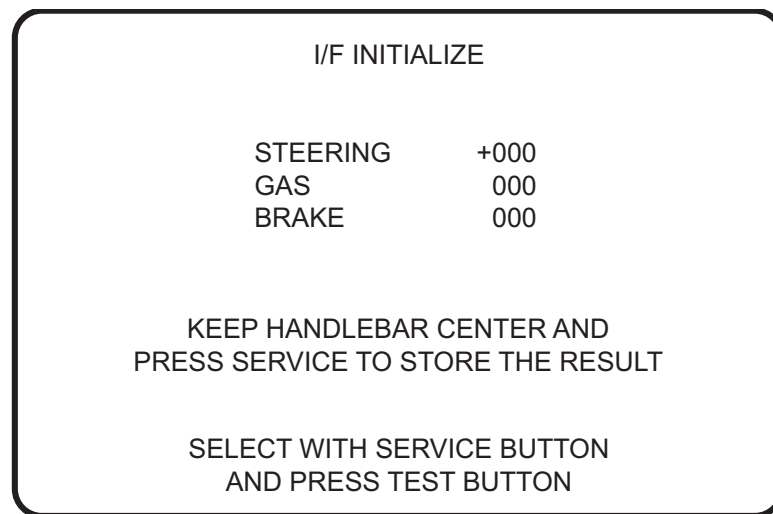 I/F INITIALIZE
STEERING +000
GAS 000
BRAKE 000
KEEP HANDLEBAR CENTER AND
PRESS SERVICE TO STORE THE RESULT
SELECT WITH SERVICE BUTTON
AND PRESS TEST BUTTON